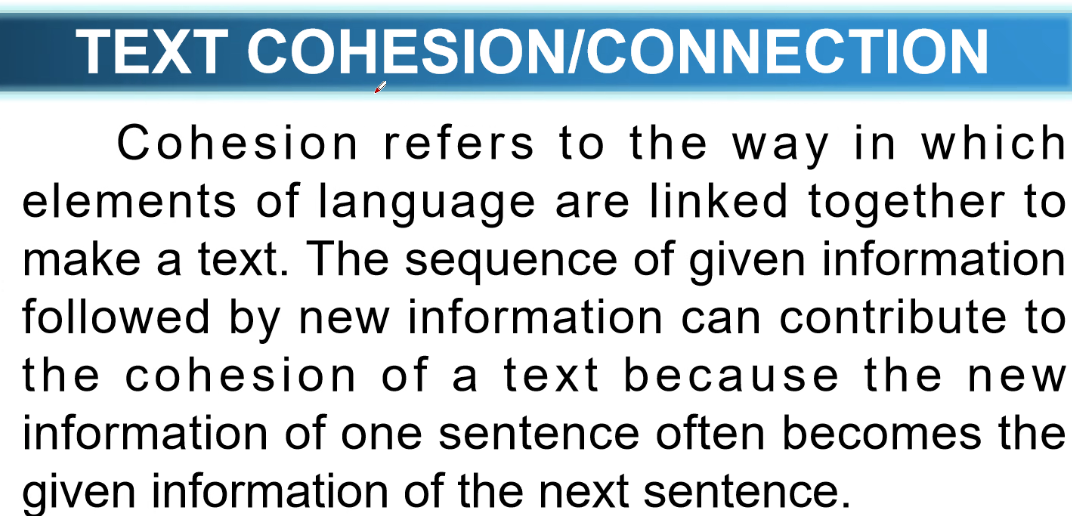 TEXT COHESION/CONNECTION
Cohesion refers to the way in which
elements of language are linked together to
make a text. The sequence of given information
followed by new information can contribute to
the cohesion of a text because the new
information of one sentence often becomes the
given information of the next sentence.